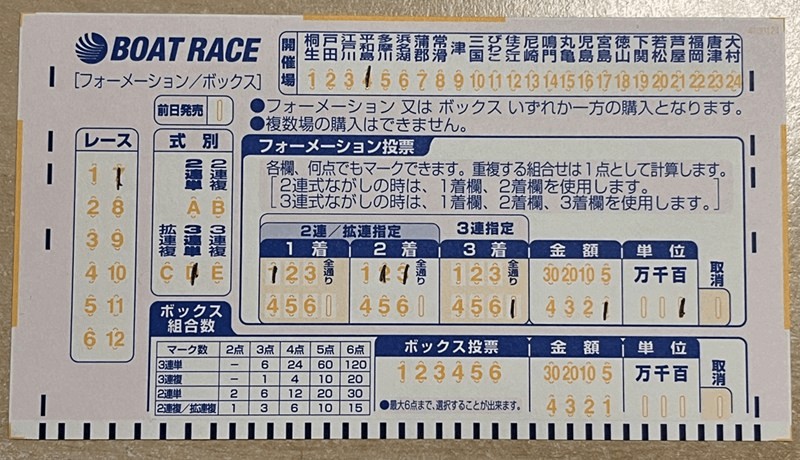 BOAT RACE
[フォーメーション/ボックス]
開催場
桐生 戸田 江戸川 平和島 多摩川 浜名湖 蒲郡 常滑 津 三国 びわこ 住之江 尼崎 鳴門 丸亀 児島 宮島 徳山 下関 若松 芦屋 福岡 唐津 大村
1 2 3 5 6 7 8 9 10 11 12 13 14 15 16 17 18 19 20 21 22 23 24
前日発売
●フォーメーション 又は ボックス いずれか一方の購入となります。
●複数場の購入はできません。
レース
1
2 8
3 9
4 10
5 11
6 12
式別
2連単 2連複
A B
拡連複 3連単 3連複
C E
フォーメーション投票
各欄、何点でもマークできます。重複する組合せは1点として計算します。
[2連式ながしの時は、1着欄、2着欄を使用します。
3連式ながしの時は、1着欄、2着欄、3着欄を使用します。]
2連/拡連指定 3連指定
1着 2着 3着 金額 単位 取消
2 3 全通り 1 全通り 1 2 3 全通り 30 20 10 5 万 千 百
4 5 6 4 5 6 4 5 6 4 3 2
ボックス組合数
マーク数 2点 3点 4点 5点 6点
3連単 − 6 24 60 120
3連複 − 1 4 10 20
2連単 2 6 12 20 30
2連複/拡連複 1 3 6 10 15
ボックス投票 金額 単位 取消
1 2 3 4 5 6 30 20 10 5 万 千 百
4 3 2 1
●最大6点まで、選択することが出来ます。